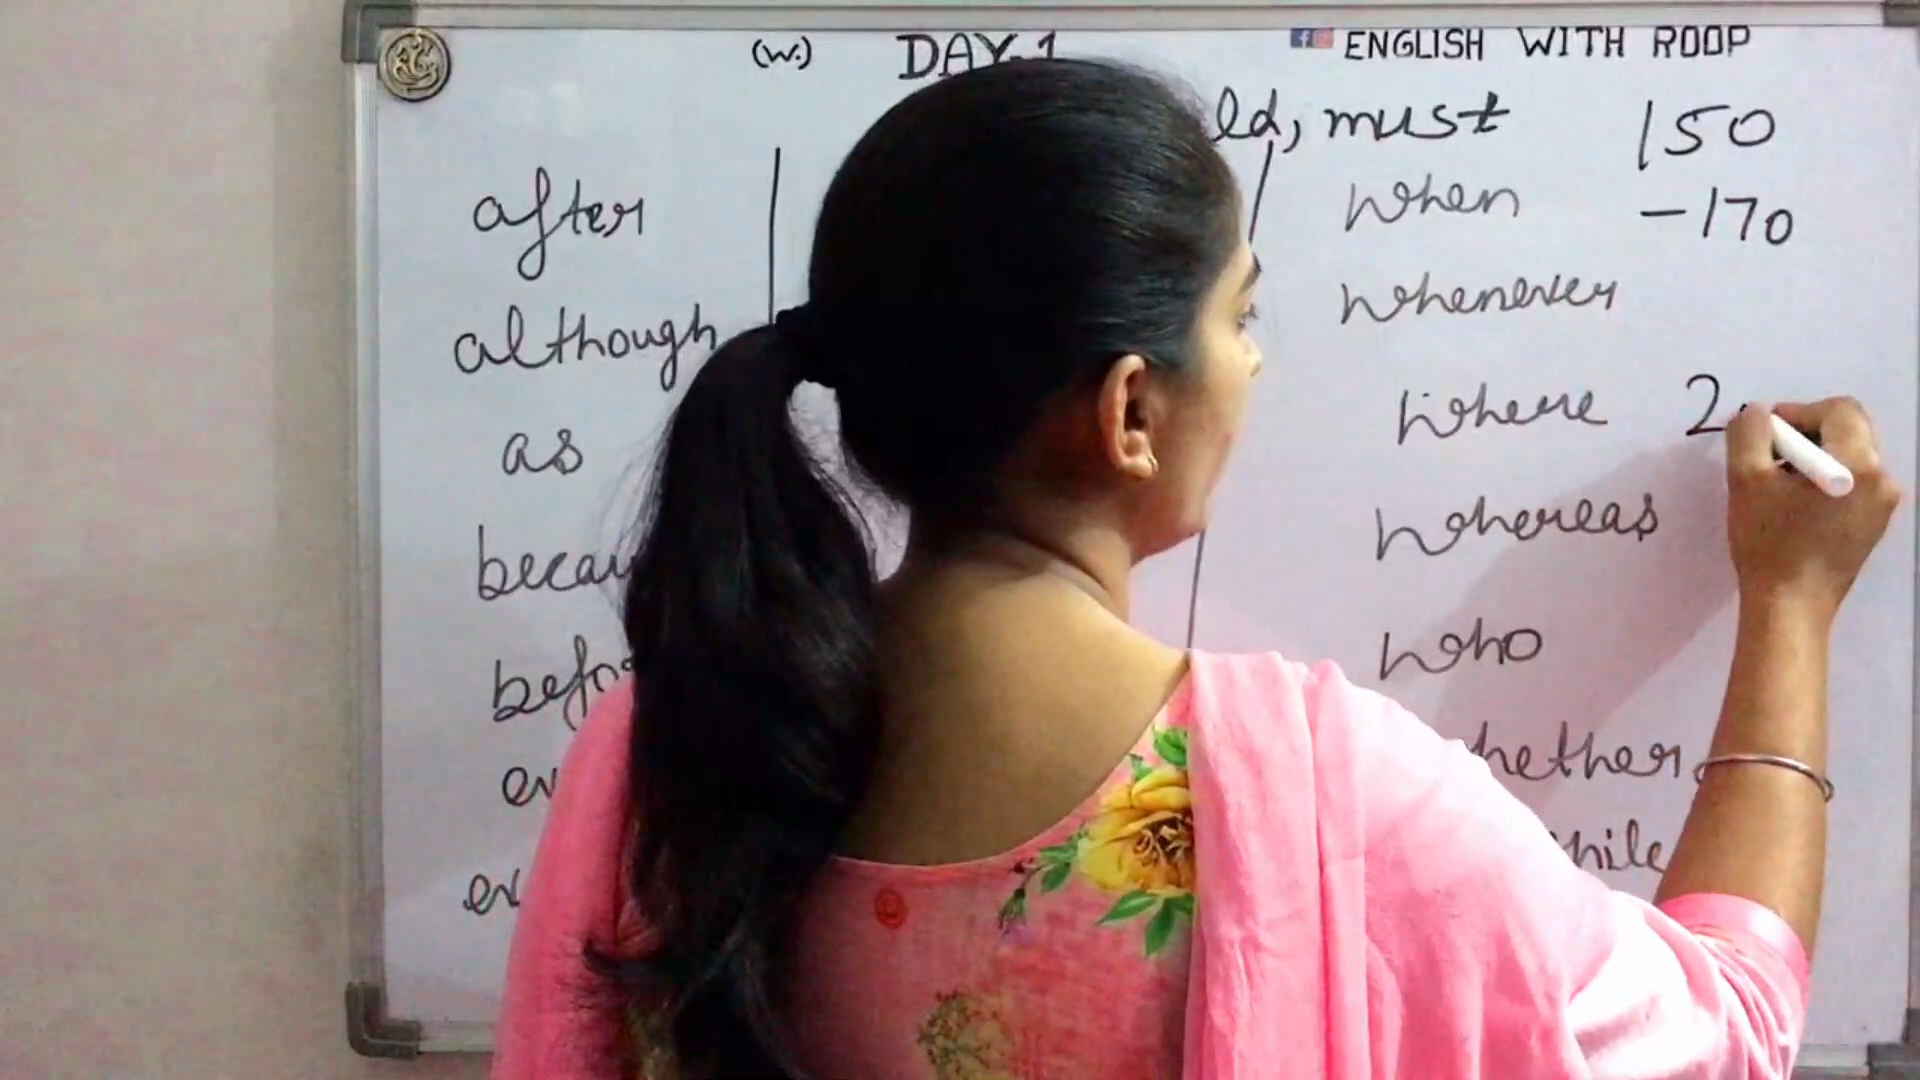 (W.) DAY.1 ENGLISH WITH ROOP
ld, must
150
-170
after
although
as
becau
befo
ev
ev
when
whenever
where 2
whereas
who
hether
hile